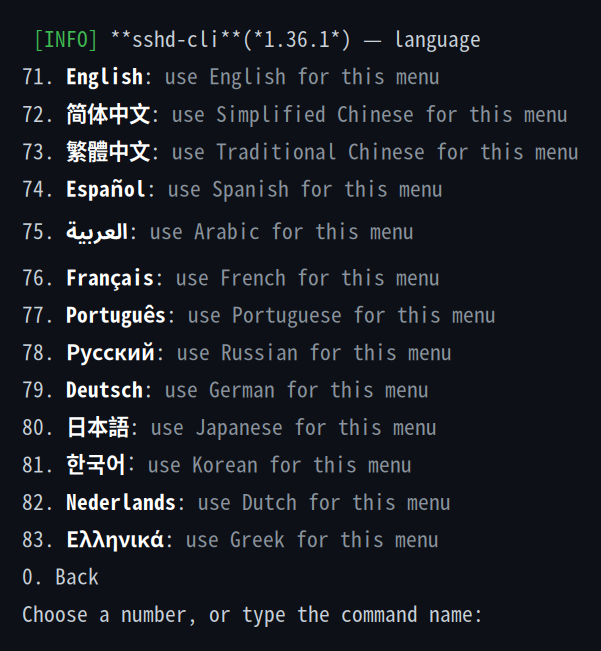 [INFO] **sshd-cli**(*1.36.1*) — language
71. English: use English for this menu
72. 简体中文: use Simplified Chinese for this menu
73. 繁體中文: use Traditional Chinese for this menu
74. Español: use Spanish for this menu
75. العربية: use Arabic for this menu
76. Français: use French for this menu
77. Português: use Portuguese for this menu
78. Русский: use Russian for this menu
79. Deutsch: use German for this menu
80. 日本語: use Japanese for this menu
81. 한국어: use Korean for this menu
82. Nederlands: use Dutch for this menu
83. Ελληνικά: use Greek for this menu
0. Back
Choose a number, or type the command name: